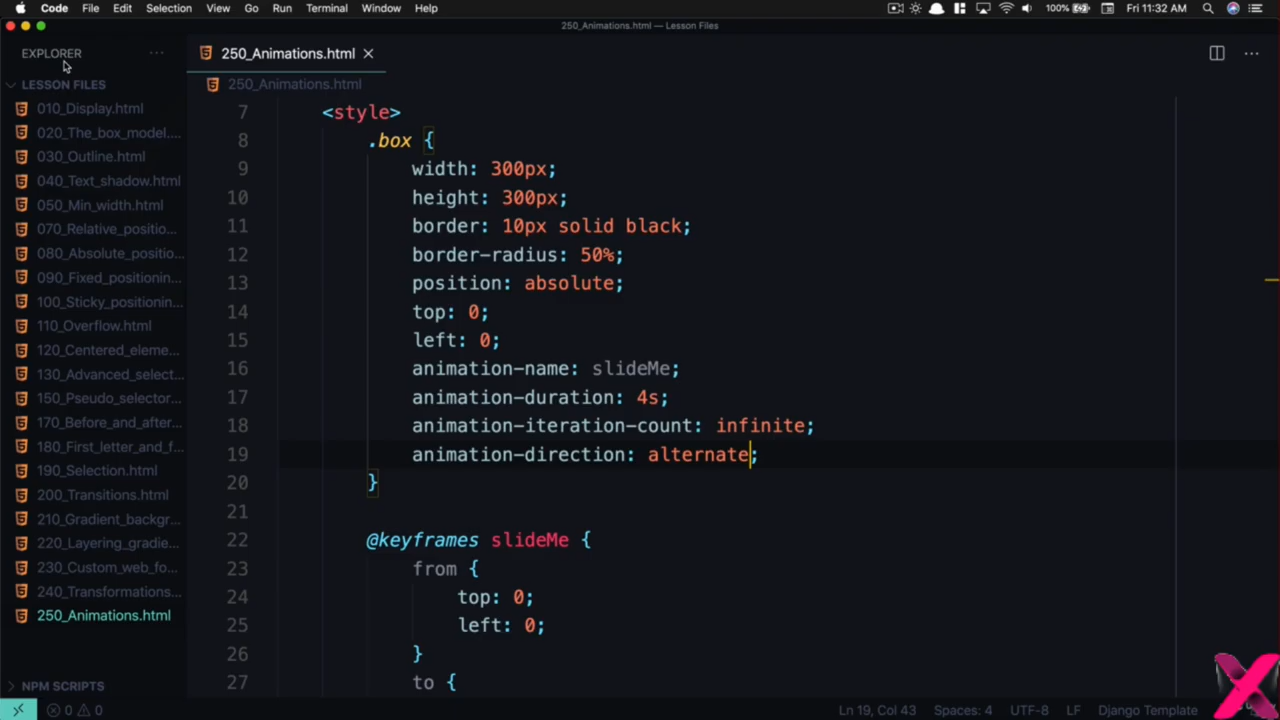 Code File Edit Selection View Go Run Terminal Window Help 100% Fri 11:32 AM
250_Animations.html — Lesson Files
EXPLORER
LESSON FILES
010_Display.html
020_The_box_model....
030_Outline.html
040_Text_shadow.html
050_Min_width.html
070_Relative_positio...
080_Absolute_positio...
090_Fixed_positionin...
100_Sticky_positionin...
110_Overflow.html
120_Centered_eleme...
130_Advanced_select...
150_Pseudo_selector...
170_Before_and_after...
180_First_letter_and_f...
190_Selection.html
200_Transitions.html
210_Gradient_backgr...
220_Layering_gradie...
230_Custom_web_fo...
240_Transformations...
250_Animations.html
NPM SCRIPTS
250_Animations.html
250_Animations.html
7 <style>
8 .box {
9 width: 300px;
10 height: 300px;
11 border: 10px solid black;
12 border-radius: 50%;
13 position: absolute;
14 top: 0;
15 left: 0;
16 animation-name: slideMe;
17 animation-duration: 4s;
18 animation-iteration-count: infinite;
19 animation-direction: alternate;
20 }
21
22 @keyframes slideMe {
23 from {
24 top: 0;
25 left: 0;
26 }
27 to {
0 0 Ln 19, Col 43 Spaces: 4 UTF-8 LF Django Template